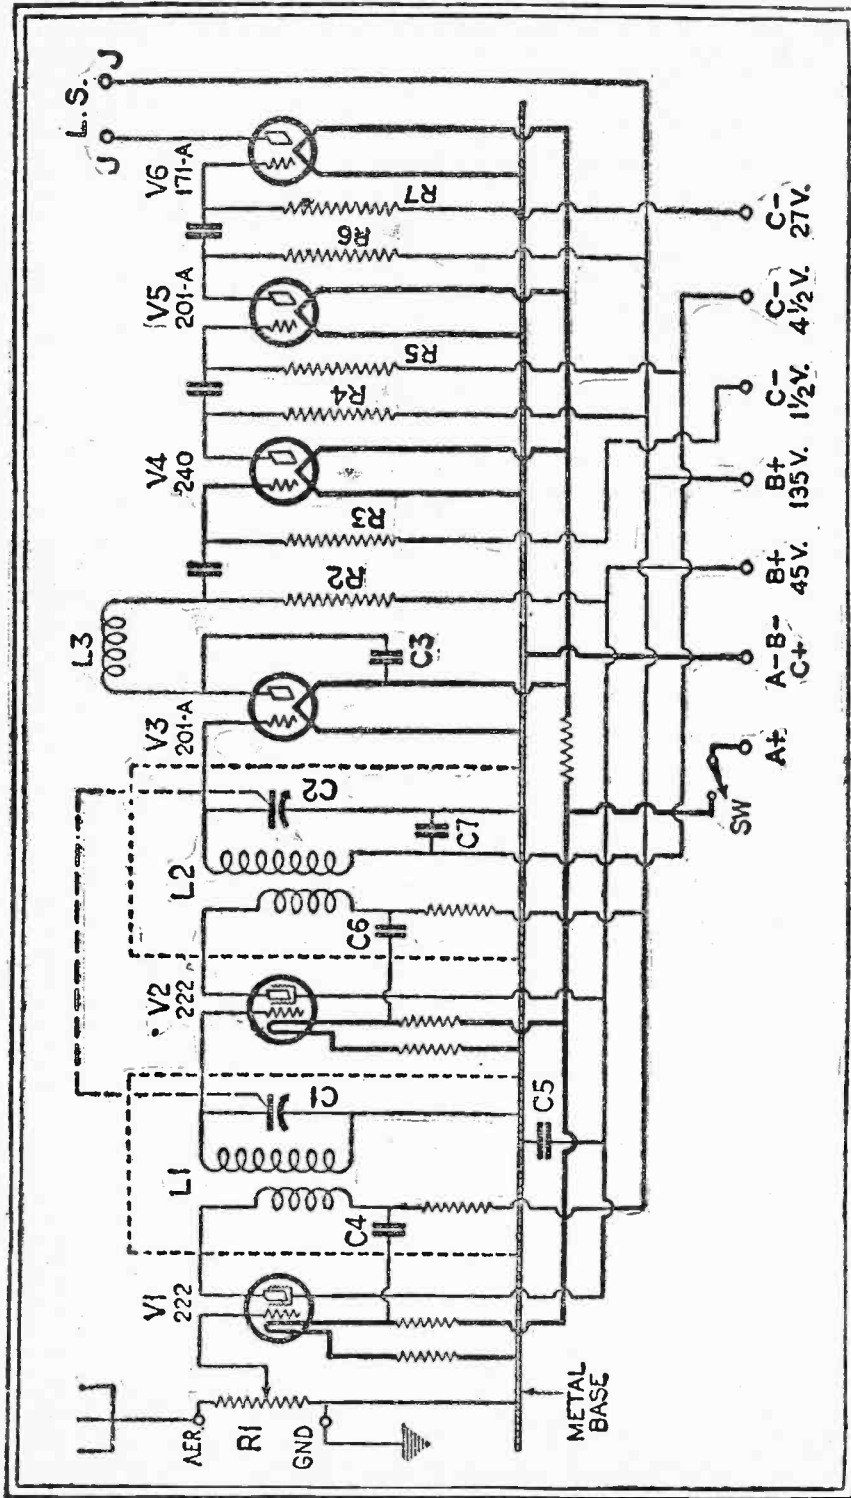 L.S.
J J
V1
222
V2
222
V3
201-A
V4
240
V5
201-A
V6
171-A
L3
AER.
R1
GND
L1
C1
C4
L2
C2
C6
C7
C3
R2
R3
R4
R5
R6
R7
C5
METAL
BASE
SW
A+
A- B-
C+
B+
45 V.
B+
135 V.
C-
1½ V.
C-
4½ V.
C-
27 V.